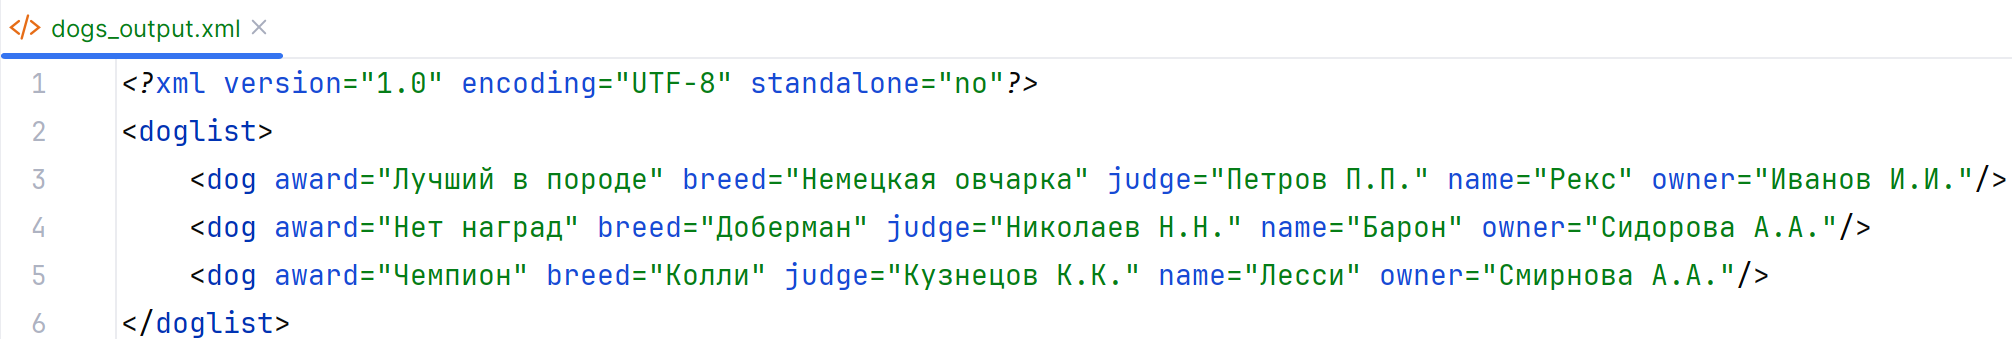 dogs_output.xml
1 <?xml version="1.0" encoding="UTF-8" standalone="no"?>
2 <doglist>
3     <dog award="Лучший в породе" breed="Немецкая овчарка" judge="Петров П.П." name="Рекс" owner="Иванов И.И."/>
4     <dog award="Нет наград" breed="Доберман" judge="Николаев Н.Н." name="Барон" owner="Сидорова А.А."/>
5     <dog award="Чемпион" breed="Колли" judge="Кузнецов К.К." name="Лесси" owner="Смирнова А.А."/>
6 </doglist>